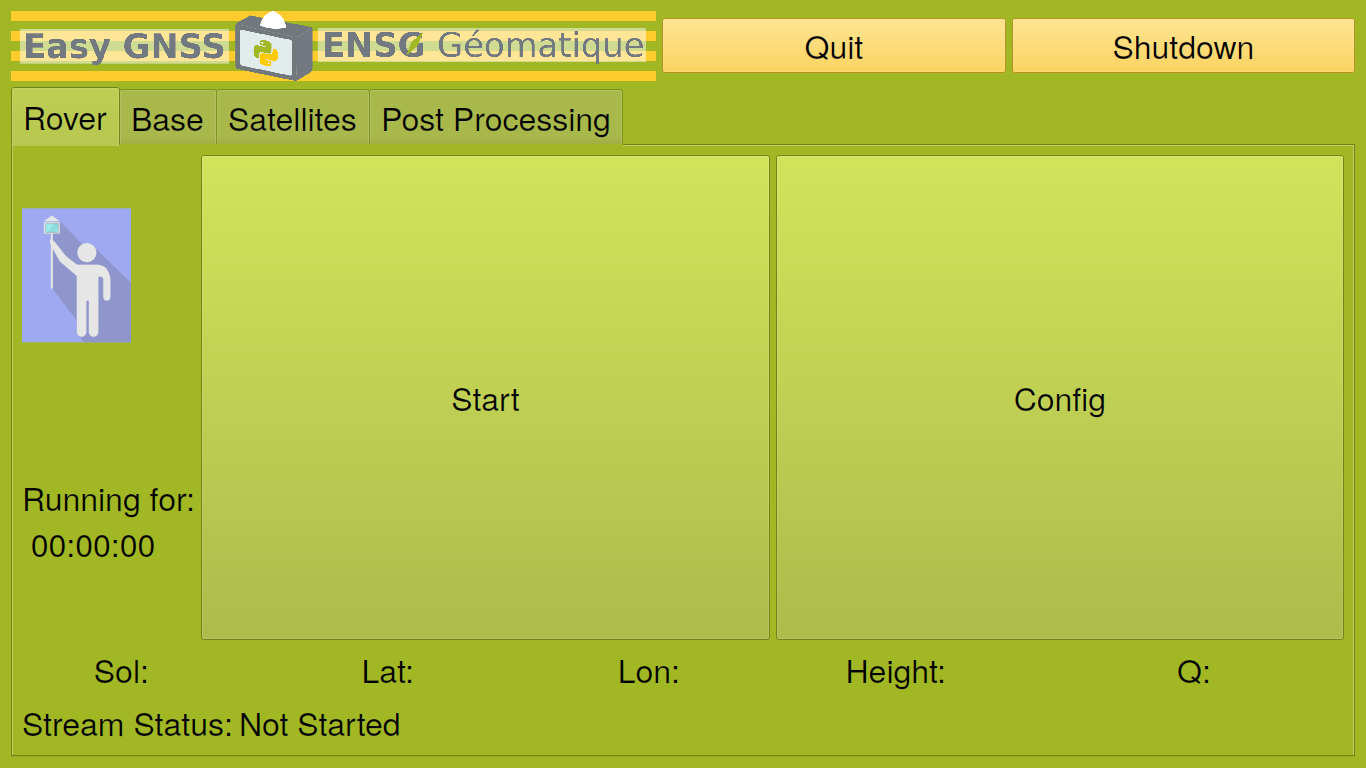 Easy GNSS ENSG Géomatique Quit Shutdown
Rover Base Satellites Post Processing
Start Config
Running for:
00:00:00
Sol: Lat: Lon: Height: Q:
Stream Status: Not Started